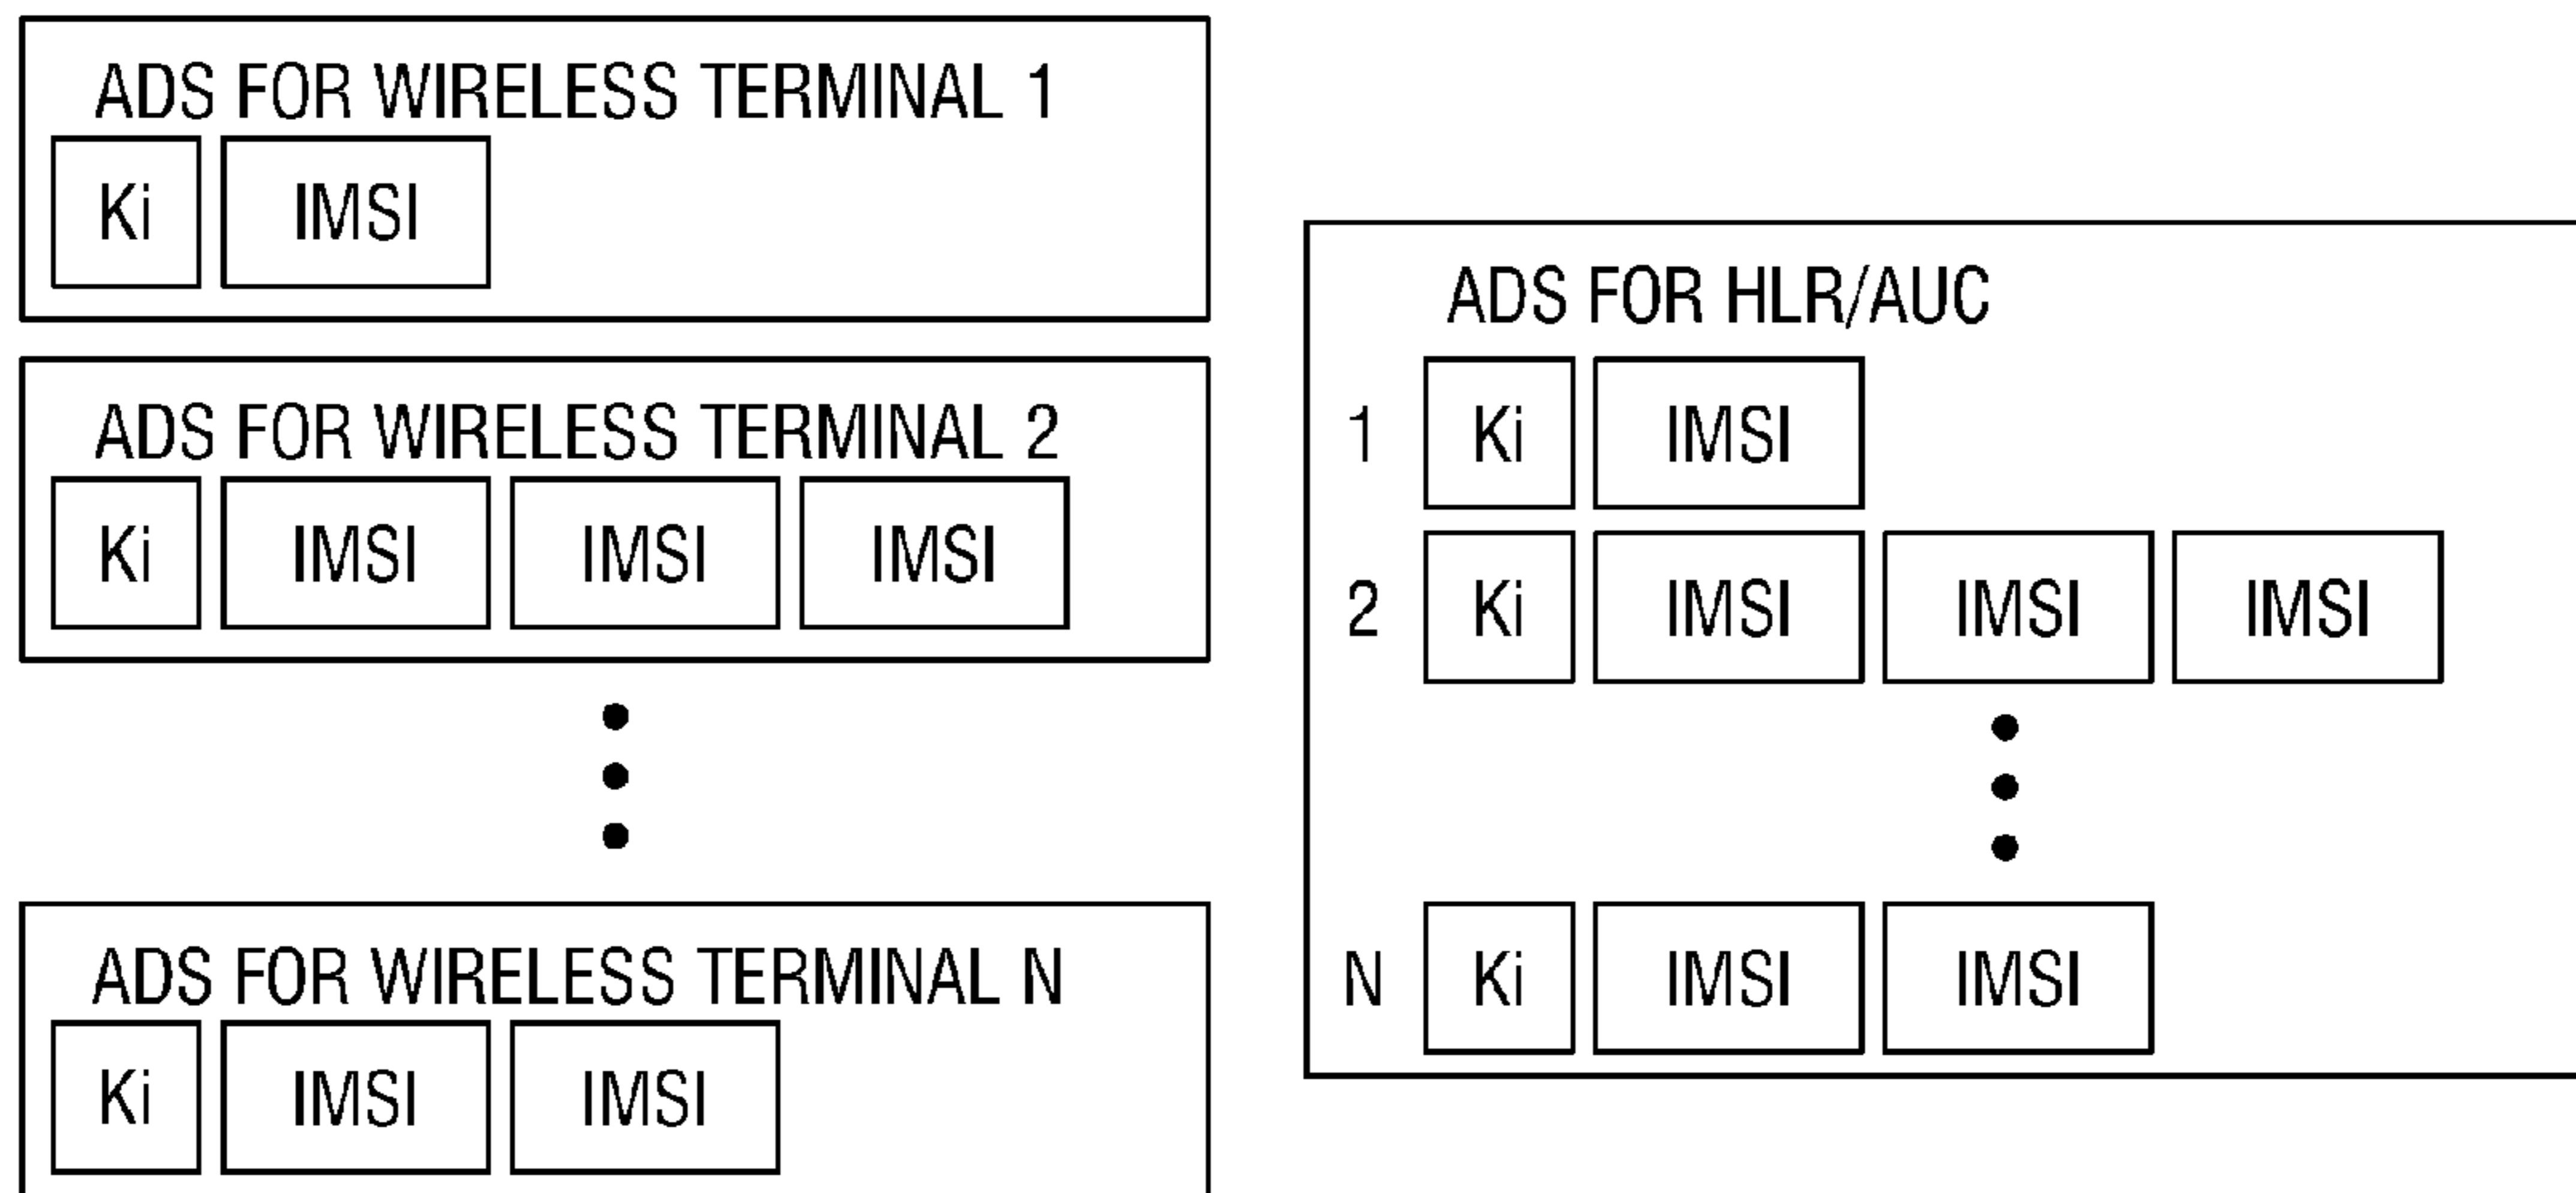 ADS FOR WIRELESS TERMINAL 1
Ki IMSI
ADS FOR WIRELESS TERMINAL 2
Ki IMSI IMSI IMSI
ADS FOR WIRELESS TERMINAL N
Ki IMSI IMSI
ADS FOR HLR/AUC
1 Ki IMSI
2 Ki IMSI IMSI IMSI
N Ki IMSI IMSI